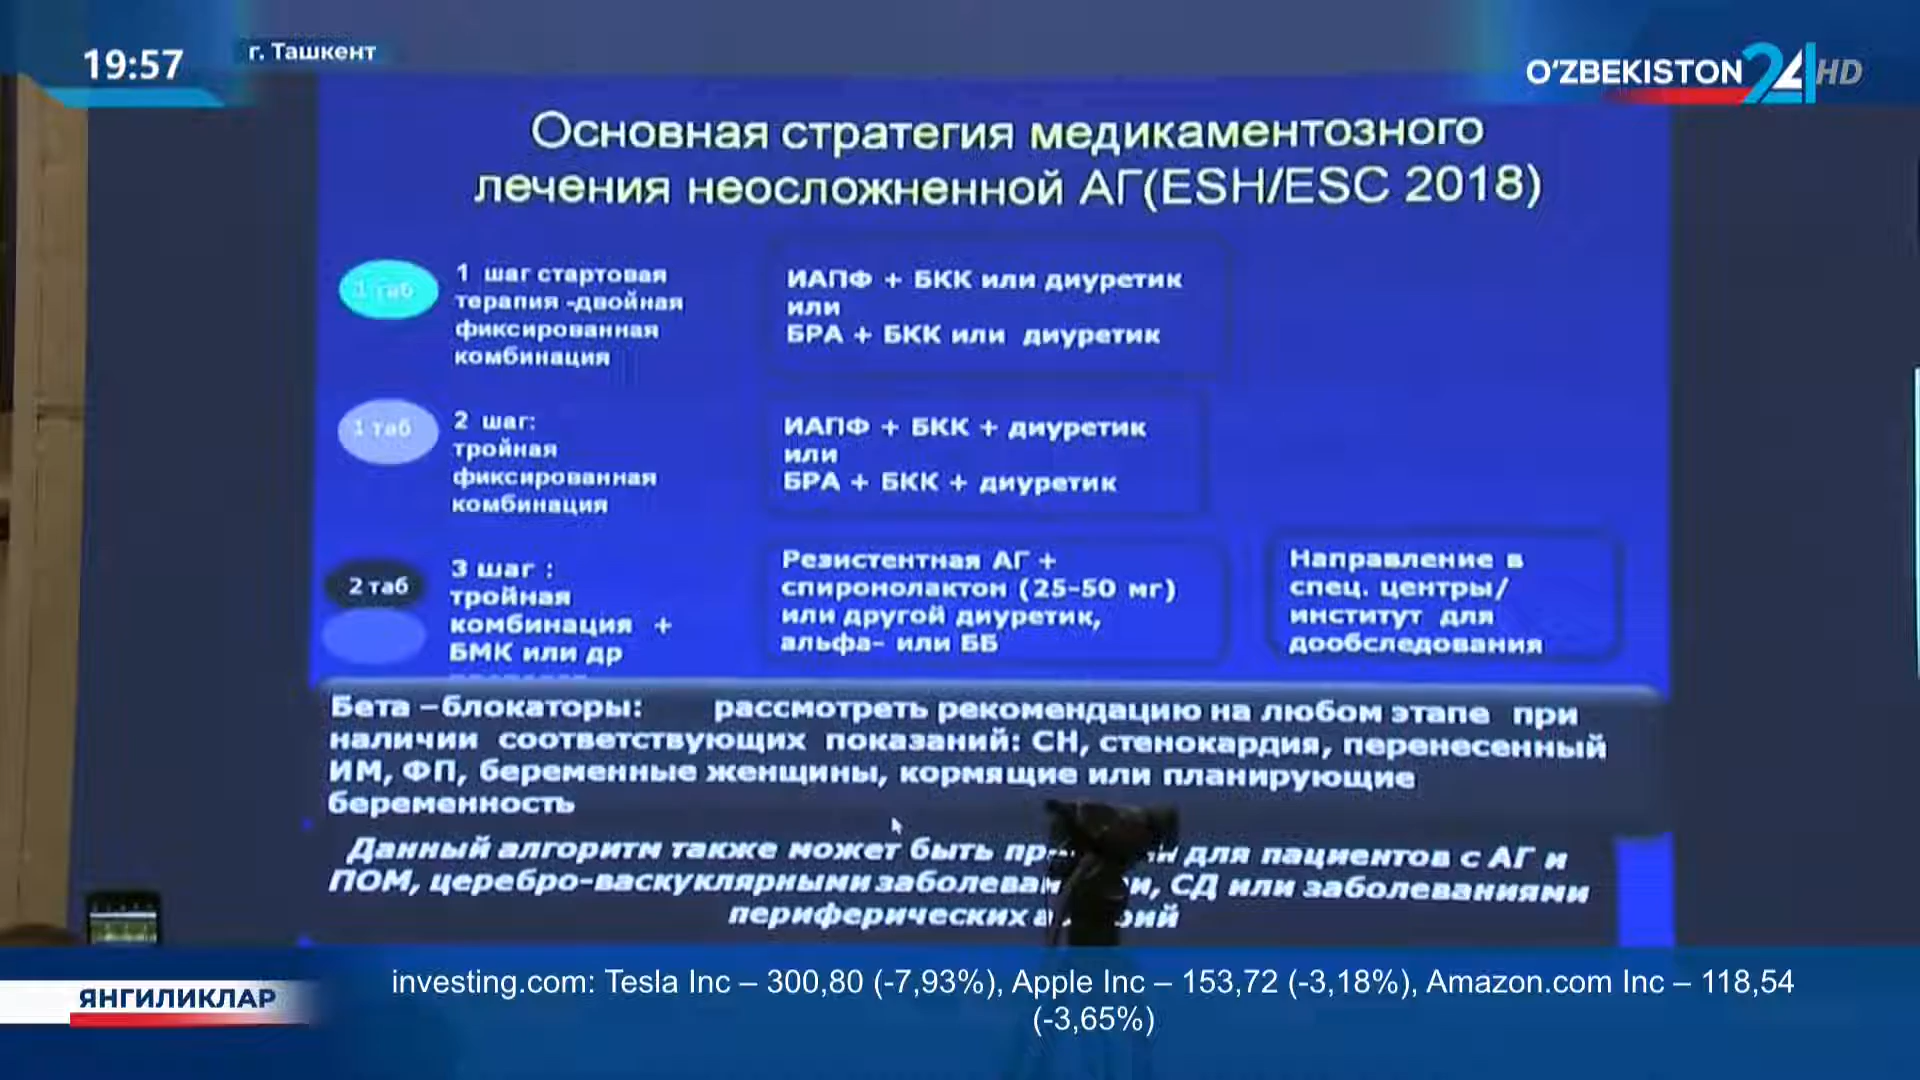 19:57
г. Ташкент
O‘ZBEKISTON 24 HD
Основная стратегия медикаментозного
лечения неосложненной АГ(ESH/ESC 2018)
1 таб
1 шаг стартовая
терапия -двойная
фиксированная
комбинация
ИАПФ + БКК или диуретик
или
БРА + БКК или диуретик
1 таб
2 шаг:
тройная
фиксированная
комбинация
ИАПФ + БКК + диуретик
или
БРА + БКК + диуретик
2 таб
3 шаг :
тройная
комбинация +
БМК или др
Резистентная АГ +
спиронолактон (25-50 мг)
или другой диуретик,
альфа- или ББ
Направление в
спец. центры/
институт для
дообследования
Бета –блокаторы: рассмотреть рекомендацию на любом этапе при
наличии соответствующих показаний: СН, стенокардия, перенесенный
ИМ, ФП, беременные женщины, кормящие или планирующие
беременность
Данный алгоритм также может быть для пациентов с АГ и
ПОМ, церебро-васкуклярными СД или заболеваниями
периферических
ЯНГИЛИКЛАР
investing.com: Tesla Inc – 300,80 (-7,93%), Apple Inc – 153,72 (-3,18%), Amazon.com Inc – 118,54
(-3,65%)